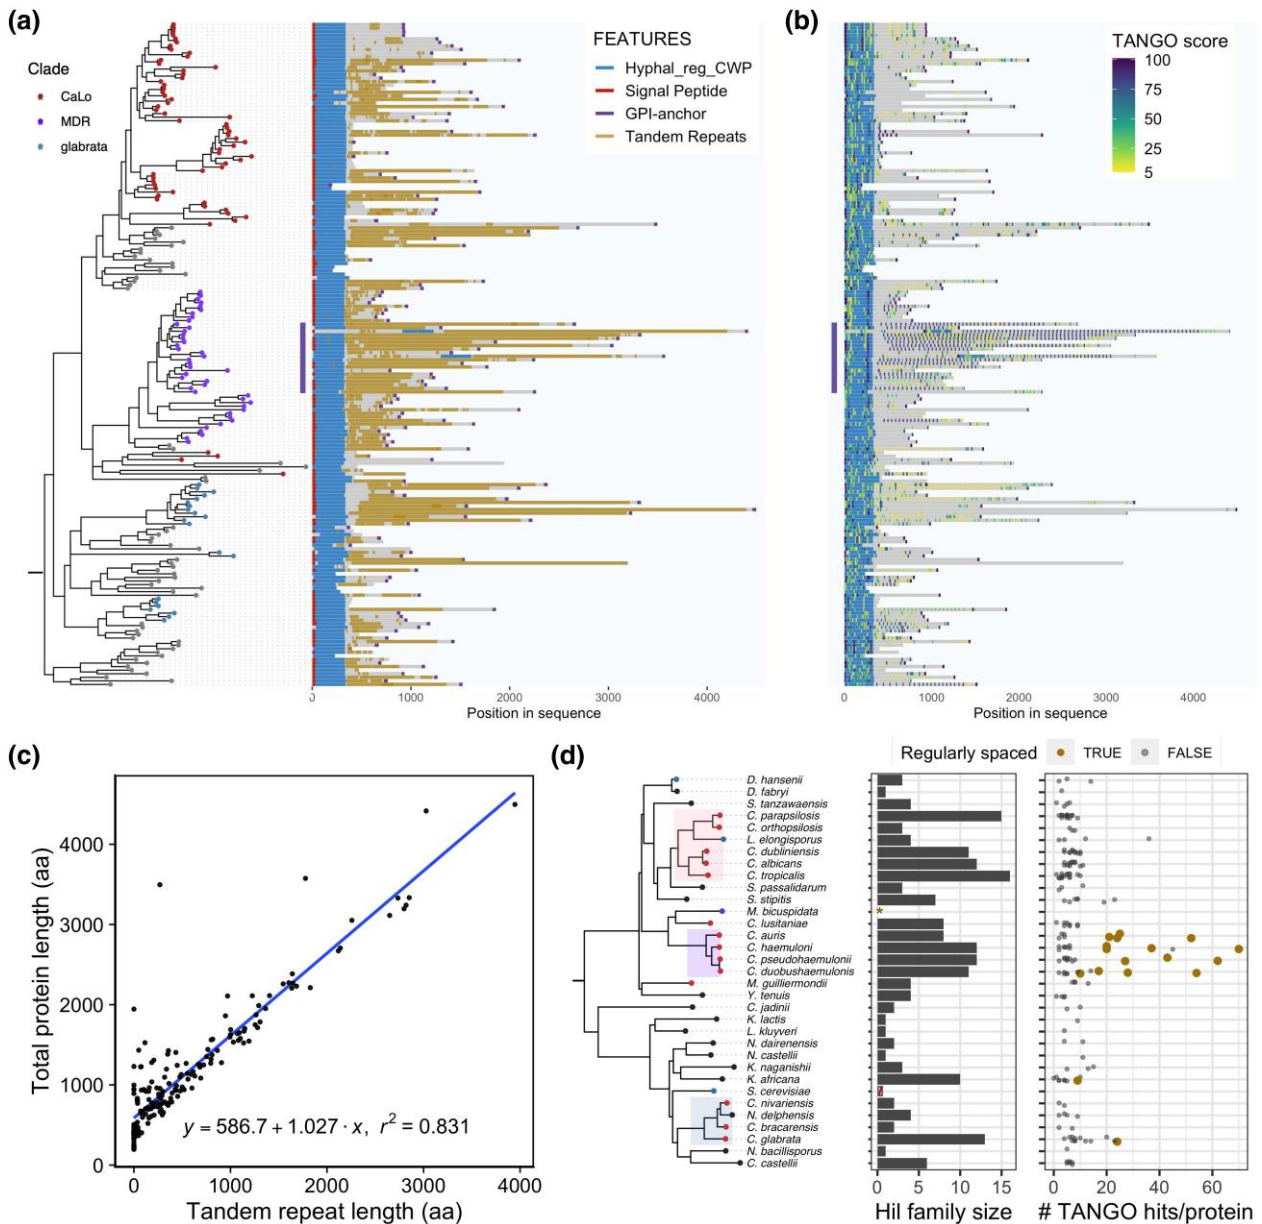 (a)
Clade
CaLo
MDR
glabrata
FEATURES
Hyphal_reg_CWP
Signal Peptide
GPI-anchor
Tandem Repeats
0 1000 2000 3000 4000
Position in sequence
(b)
TANGO score
100
75
50
25
5
0 1000 2000 3000 4000
Position in sequence
(c)
Total protein length (aa)
4000
3000
2000
1000
0
y = 586.7 + 1.027 · x, r² = 0.831
0 1000 2000 3000 4000
Tandem repeat length (aa)
(d)
Regularly spaced TRUE FALSE
D. hansenii
D. fabryi
S. tanzawaensis
C. parapsilosis
C. orthopsilosis
L. elongisporus
C. dubliniensis
C. albicans
C. tropicalis
S. passalidarum
S. stipitis
M. bicuspidata
*
C. lusitaniae
C. auris
C. haemuloni
C. pseudohaemulonii
C. duobushaemulonis
M. guilliermondii
Y. tenuis
C. jadinii
K. lactis
L. kluyveri
N. dairenensis
N. castellii
K. naganishii
K. africana
S. cerevisiae
C. nivariensis
N. delphensis
C. bracarensis
C. glabrata
N. bacillisporus
C. castellii
0 5 10 15
Hil family size
0 20 40 60
# TANGO hits/protein